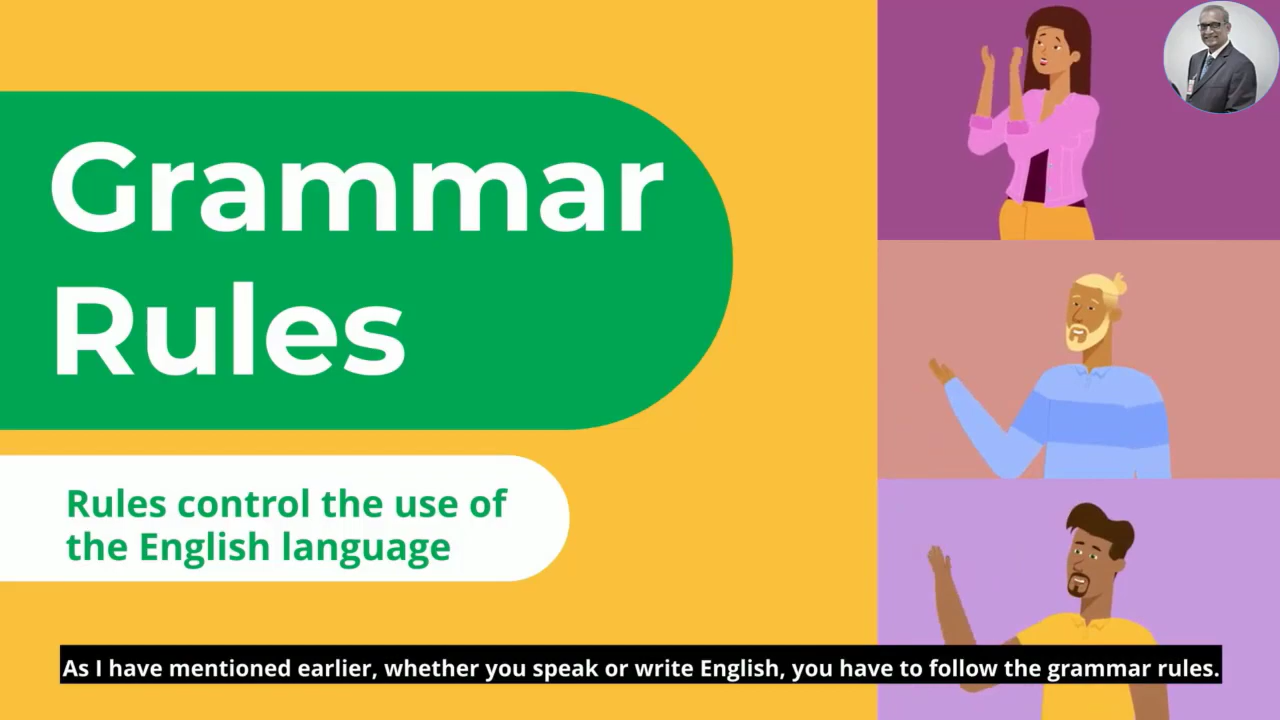 Grammar
Rules
Rules control the use of
the English language
As I have mentioned earlier, whether you speak or write English, you have to follow the grammar rules.